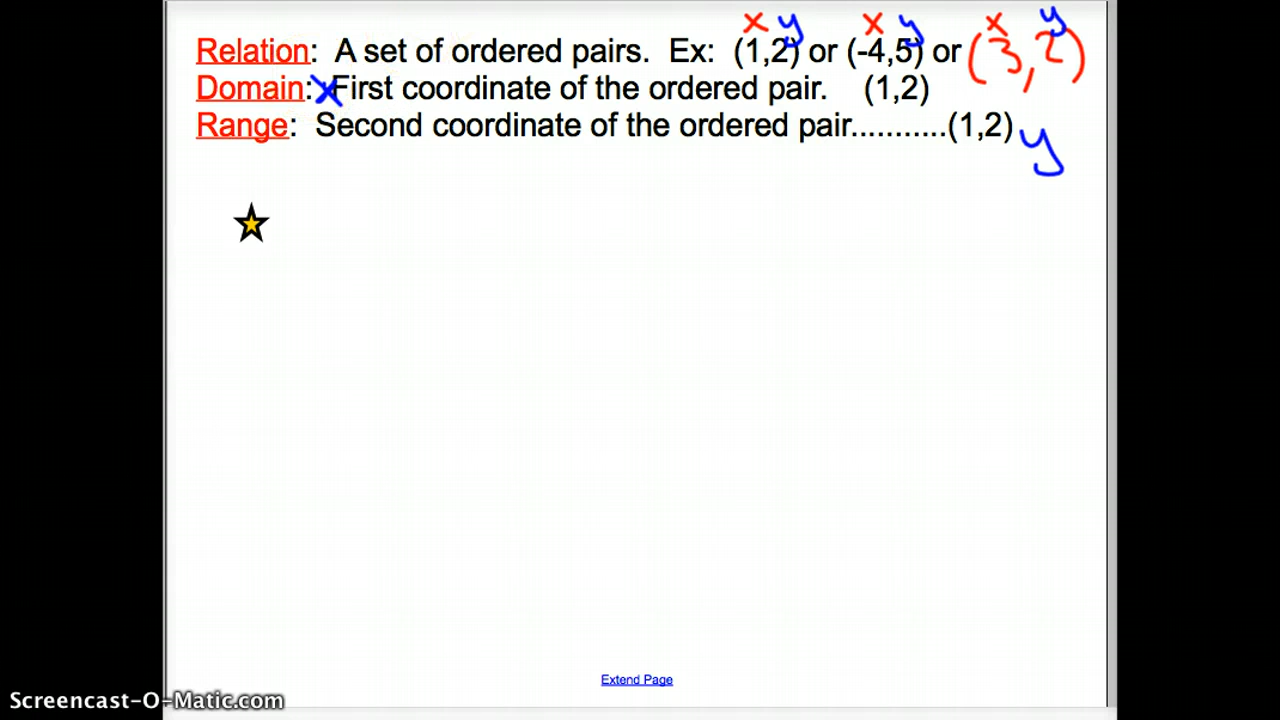 x y x y x y
Relation: A set of ordered pairs. Ex: (1,2) or (-4,5) or (3,2)
Domain: x First coordinate of the ordered pair. (1,2)
Range: Second coordinate of the ordered pair...........(1,2) y
Extend Page
Screencast-O-Matic.com